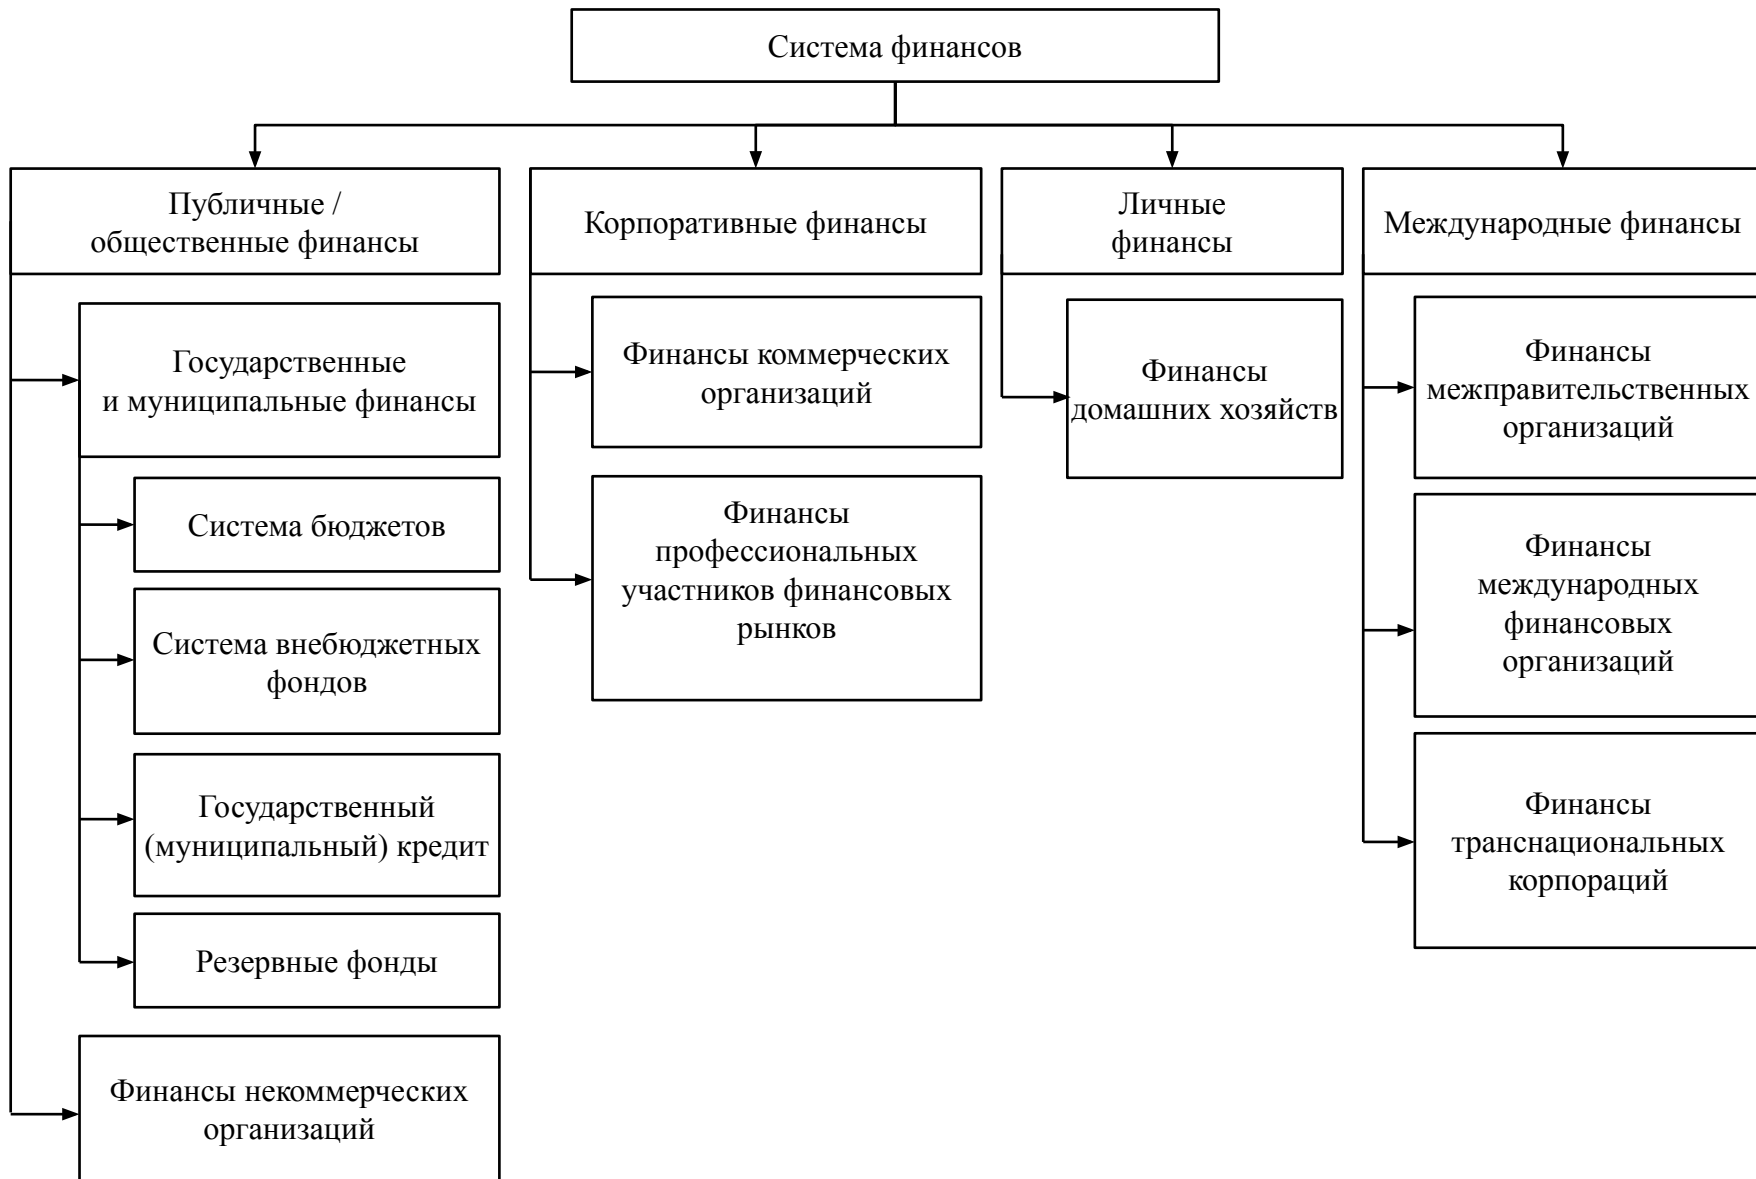 Система финансов
Публичные /
общественные финансы
Государственные
и муниципальные финансы
Система бюджетов
Система внебюджетных
фондов
Государственный
(муниципальный) кредит
Резервные фонды
Финансы некоммерческих
организаций
Корпоративные финансы
Финансы коммерческих
организаций
Финансы
профессиональных
участников финансовых
рынков
Личные
финансы
Финансы
домашних хозяйств
Международные финансы
Финансы
межправительственных
организаций
Финансы
международных
финансовых
организаций
Финансы
транснациональных
корпораций